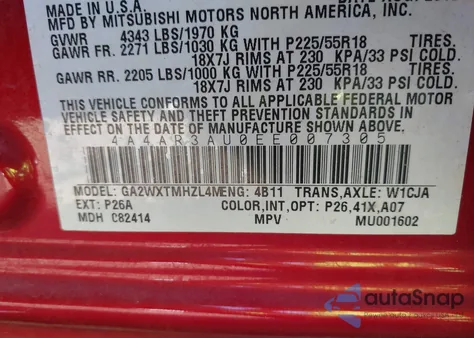 MADE IN U.S.A.
MFD BY MITSUBISHI MOTORS NORTH AMERICA, INC.
GVWR 4343 LBS/1970 KG
GAWR FR. 2271 LBS/1030 KG WITH P225/55R18 TIRES,
18X7J RIMS AT 230 KPA/33 PSI COLD.
GAWR RR. 2205 LBS/1000 KG WITH P225/55R18 TIRES,
18X7J RIMS AT 230 KPA/33 PSI COLD.
THIS VEHICLE CONFORMS TO ALL APPLICABLE FEDERAL MOTOR
VEHICLE SAFETY AND THEFT PREVENTION STANDARDS IN
EFFECT ON THE DATE OF MANUFACTURE SHOWN ABOVE.
4A4AR3AU0EE007305
MODEL: GA2WXTMHZL4M ENG: 4B11 TRANS,AXLE: W1CJA
EXT: P26A COLOR,INT,OPT: P26,41X,A07
MDH C82414 MPV MU001602
autoSnap